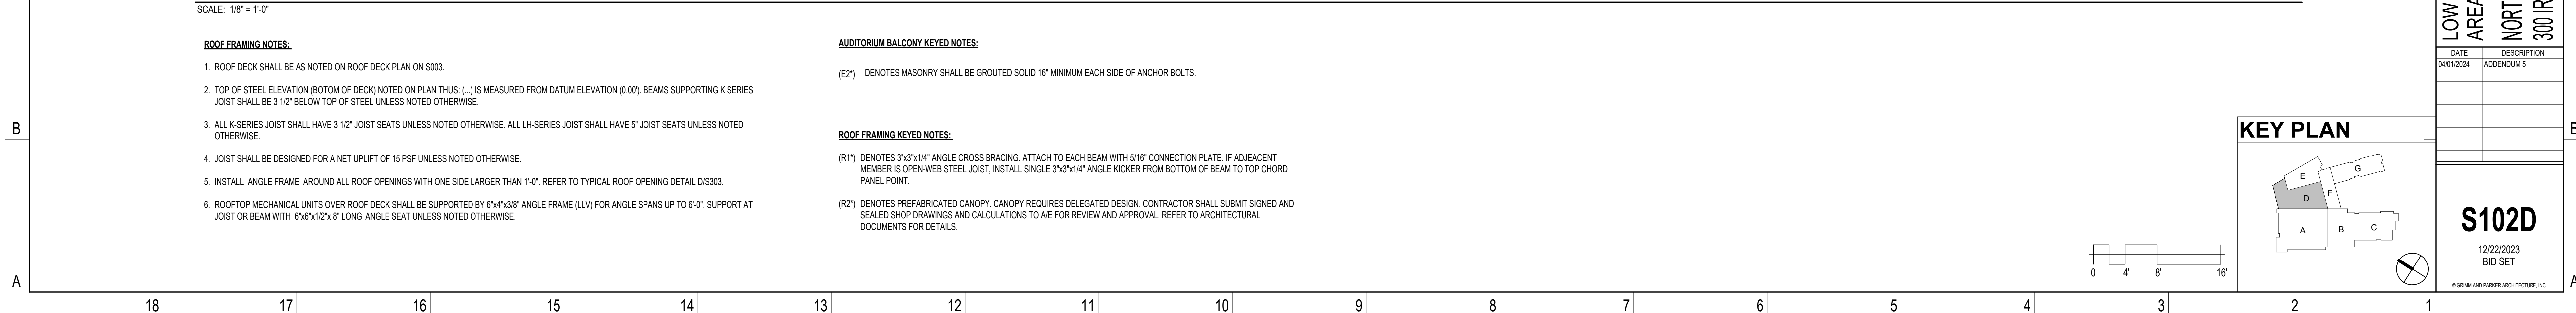 SCALE: 1/8" = 1'-0"
ROOF FRAMING NOTES:
1. ROOF DECK SHALL BE AS NOTED ON ROOF DECK PLAN ON S003.
2. TOP OF STEEL ELEVATION (BOTOM OF DECK) NOTED ON PLAN THUS: (...) IS MEASURED FROM DATUM ELEVATION (0.00'). BEAMS SUPPORTING K SERIES
JOIST SHALL BE 3 1/2" BELOW TOP OF STEEL UNLESS NOTED OTHERWISE.
3. ALL K-SERIES JOIST SHALL HAVE 3 1/2" JOIST SEATS UNLESS NOTED OTHERWISE. ALL LH-SERIES JOIST SHALL HAVE 5" JOIST SEATS UNLESS NOTED
OTHERWISE.
4. JOIST SHALL BE DESIGNED FOR A NET UPLIFT OF 15 PSF UNLESS NOTED OTHERWISE.
5. INSTALL ANGLE FRAME AROUND ALL ROOF OPENINGS WITH ONE SIDE LARGER THAN 1'-0". REFER TO TYPICAL ROOF OPENING DETAIL D/S303.
6. ROOFTOP MECHANICAL UNITS OVER ROOF DECK SHALL BE SUPPORTED BY 6"x4"x3/8" ANGLE FRAME (LLV) FOR ANGLE SPANS UP TO 6'-0". SUPPORT AT
JOIST OR BEAM WITH 6"x6"x1/2"x 8" LONG ANGLE SEAT UNLESS NOTED OTHERWISE.
AUDITORIUM BALCONY KEYED NOTES:
(E2*) DENOTES MASONRY SHALL BE GROUTED SOLID 16" MINIMUM EACH SIDE OF ANCHOR BOLTS.
ROOF FRAMING KEYED NOTES:
(R1*) DENOTES 3"x3"x1/4" ANGLE CROSS BRACING. ATTACH TO EACH BEAM WITH 5/16" CONNECTION PLATE. IF ADJEACENT
MEMBER IS OPEN-WEB STEEL JOIST, INSTALL SINGLE 3"x3"x1/4" ANGLE KICKER FROM BOTTOM OF BEAM TO TOP CHORD
PANEL POINT.
(R2*) DENOTES PREFABRICATED CANOPY. CANOPY REQUIRES DELEGATED DESIGN. CONTRACTOR SHALL SUBMIT SIGNED AND
SEALED SHOP DRAWINGS AND CALCULATIONS TO A/E FOR REVIEW AND APPROVAL. REFER TO ARCHITECTURAL
DOCUMENTS FOR DETAILS.
0 4' 8' 16'
KEY PLAN
E
G
F
D
A
B
C
LOW
AREA
NORT
300 IR
DATE DESCRIPTION
04/01/2024 ADDENDUM 5
S102D
12/22/2023
BID SET
© GRIMM AND PARKER ARCHITECTURE, INC.
B
A
18 17 16 15 14 13 12 11 10 9 8 7 6 5 4 3 2 1